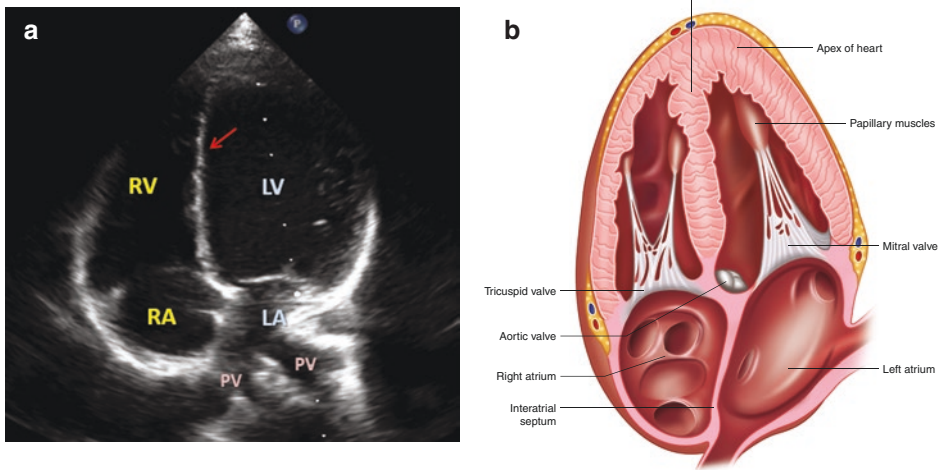 a
P
RV
LV
RA
LA
PV
PV
b
Apex of heart
Papillary muscles
Mitral valve
Tricuspid valve
Aortic valve
Right atrium
Left atrium
Interatrial
septum